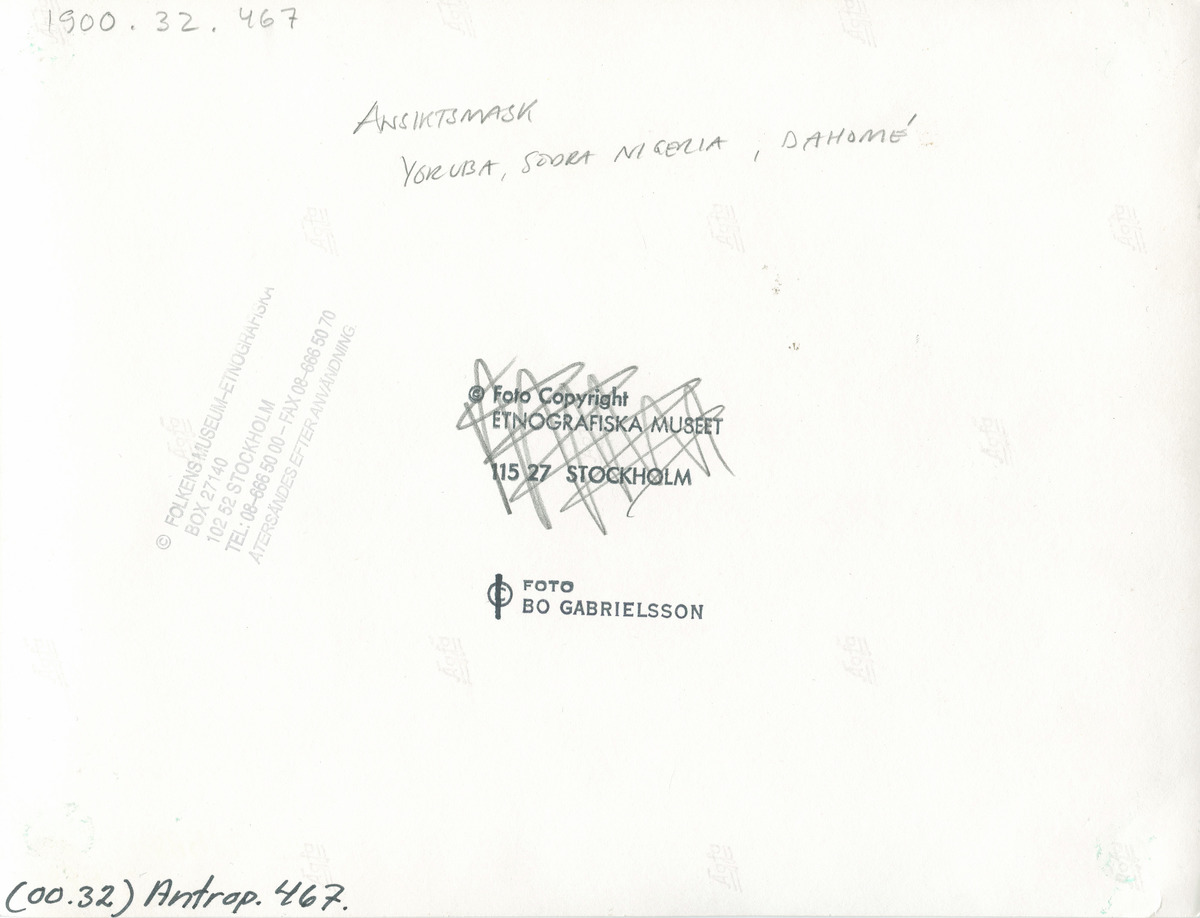 1900.32.467
ANSIKTSMASK
YORUBA, SÖDRA NIGERIA, DAHOMÉ
© FOLKENS MUSEUM-ETNOGRAFISKA
BOX 27140
102 52 STOCKHOLM
TEL: 08-666 50 00 – FAX 08-666 50 70
ÅTERSÄNDES EFTER ANVÄNDNING.
© Foto Copyright
ETNOGRAFISKA MUSEET
115 27 STOCKHOLM
© FOTO
BO GABRIELSSON
(00.32) Antrop. 467.